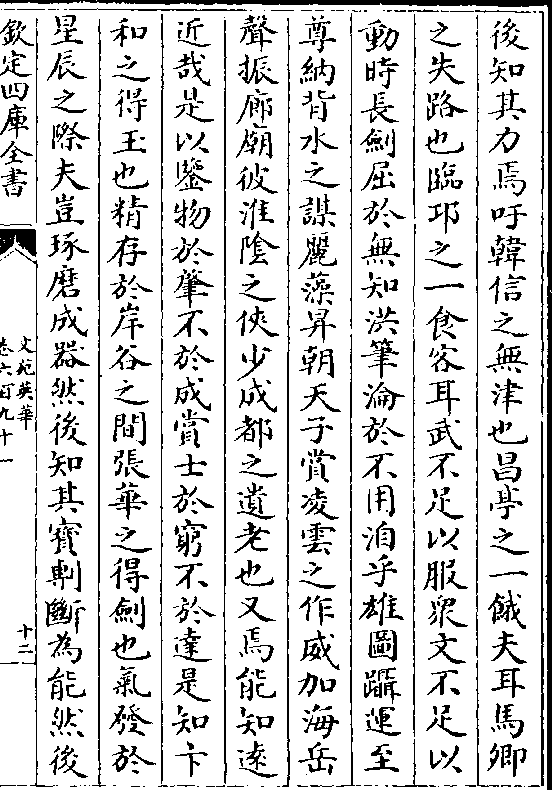 後知其力焉吁韓信之無津也昌亭之一餓夫耳馬卿
之失路也臨邛之一食客耳武不足以服衆文不足以
動時長劍屈於無知洪筆淪於不用洎乎雄圖躡運至
尊納背水之謀麗藻昇朝天子賞凌雲之作威加海岳
聲振廊廟彼淮陰之俠少成都之遺老也又焉能知逺
近哉是以鑒物於肇不於成賞士於窮不於達是知卞
和之得玉也精存於岸谷之間張華之得劍也氣發於
星辰之際夫豈琢磨成器然後知其寳剸斷為能然後
欽定四庫全書
文苑英華
卷六百九十一
十二